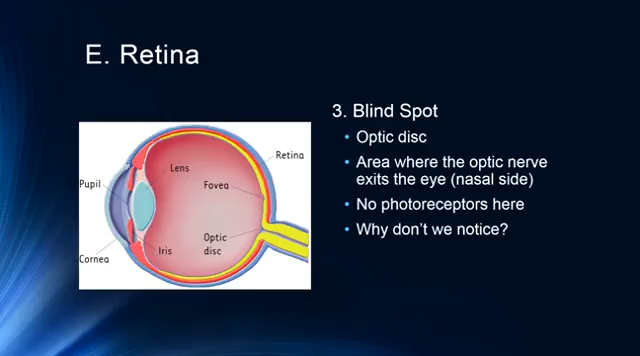 E. Retina
3. Blind Spot
• Optic disc
• Area where the optic nerve
exits the eye (nasal side)
• No photoreceptors here
• Why don't we notice?
Retina
Lens
Pupil
Fovea
Optic
disc
Iris
Cornea